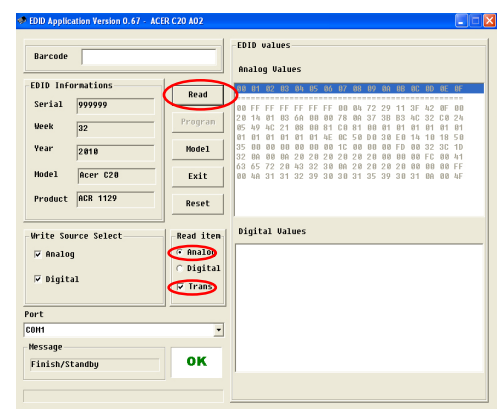 EDID Application Version 0.67 - ACER C20 A02
Barcode
EDID Informations
Serial 999999
Week 32
Year 2010
Model Acer C20
Product ACR 1129
Read
Program
Model
Exit
Reset
Write Source Select
Analog
Digital
Read item
Analog
Digital
Trans
Port
COM1
Message
Finish/Standby
OK
EDID values
Analog Values
00 01 02 03 04 05 06 07 08 09 0A 0B 0C 0D 0E 0F
00 FF FF FF FF FF FF 00 04 72 29 11 3F 42 0F 00
20 14 01 03 6A 00 00 78 0A 37 3B B3 4C 32 C0 24
05 49 4C 21 08 00 81 C0 81 00 01 01 01 01 01 01
01 01 01 01 01 01 4E 0C 50 D0 30 E0 14 10 18 50
35 00 00 00 00 00 00 1C 00 00 00 FD 00 32 3C 1D
32 0A 00 0A 20 20 20 20 20 20 00 00 00 FC 00 41
63 65 72 20 43 32 30 0A 20 20 20 20 00 00 00 FF
00 4A 31 31 32 39 30 30 31 35 39 30 31 0A 00 4F
Digital Values